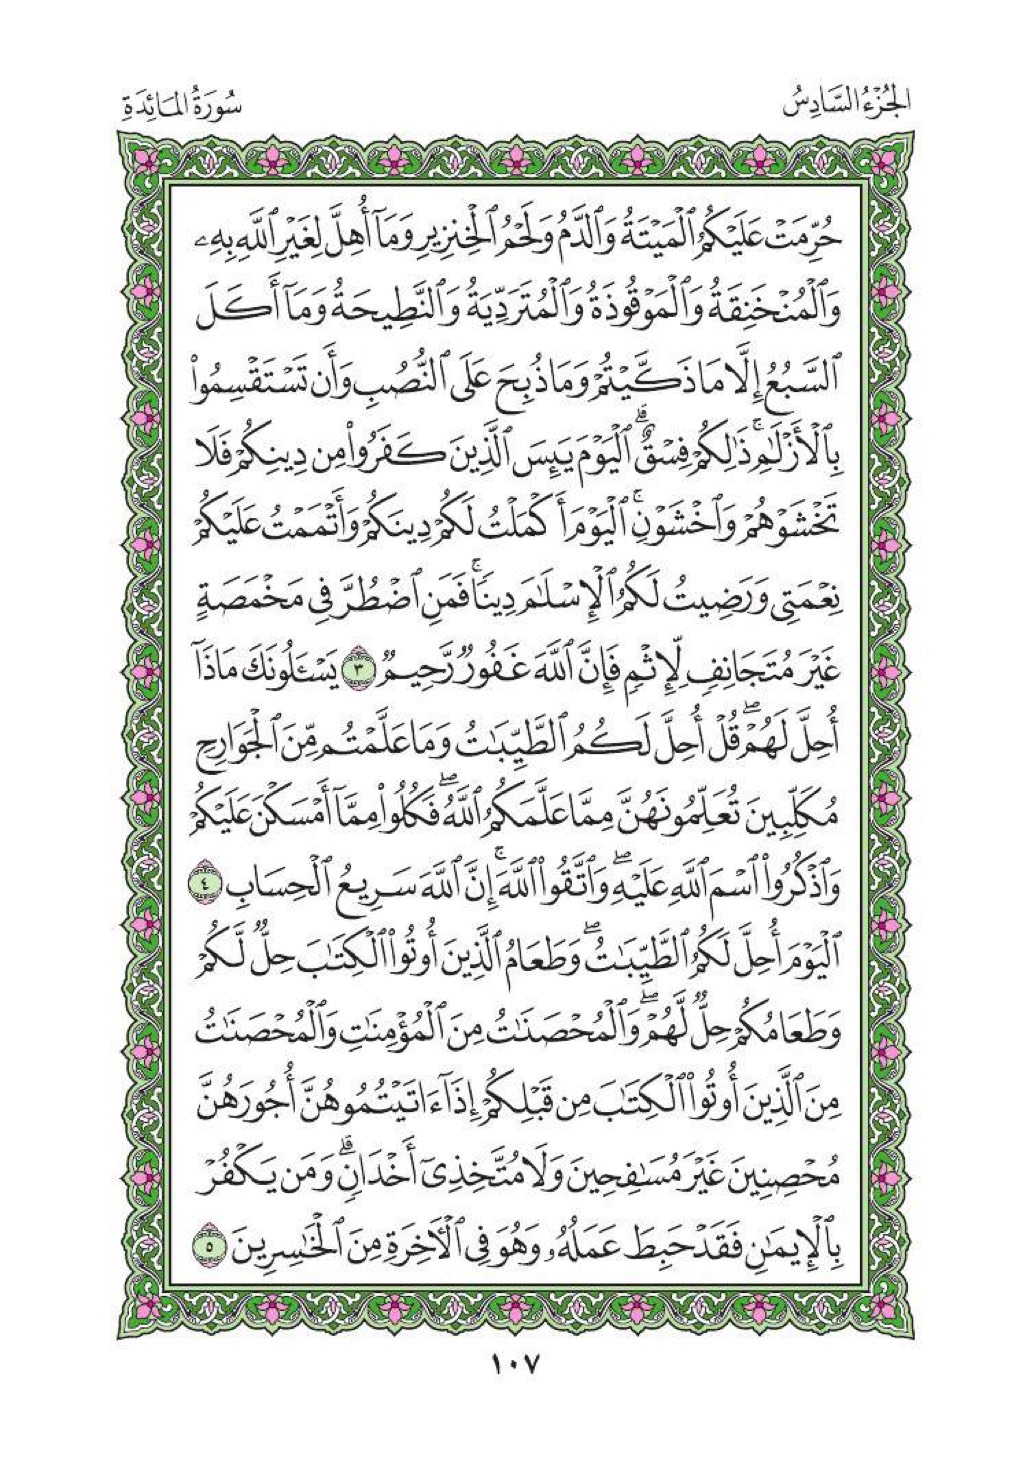 الجُزْءُ السَّادِسُ
سُورَةُ المَائِدَةِ
حُرِّمَتۡ عَلَيۡكُمُ ٱلۡمَيۡتَةُ وَٱلدَّمُ وَلَحۡمُ ٱلۡخِنزِيرِ وَمَآ أُهِلَّ لِغَيۡرِ ٱللَّهِ بِهِۦ
وَٱلۡمُنۡخَنِقَةُ وَٱلۡمَوۡقُوذَةُ وَٱلۡمُتَرَدِّيَةُ وَٱلنَّطِيحَةُ وَمَآ أَكَلَ
ٱلسَّبُعُ إِلَّا مَا ذَكَّيۡتُمۡ وَمَا ذُبِحَ عَلَى ٱلنُّصُبِ وَأَن تَسۡتَقۡسِمُواْ
بِٱلۡأَزۡلَٰمِۚ ذَٰلِكُمۡ فِسۡقٌۗ ٱلۡيَوۡمَ يَئِسَ ٱلَّذِينَ كَفَرُواْ مِن دِينِكُمۡ فَلَا
تَخۡشَوۡهُمۡ وَٱخۡشَوۡنِۚ ٱلۡيَوۡمَ أَكۡمَلۡتُ لَكُمۡ دِينَكُمۡ وَأَتۡمَمۡتُ عَلَيۡكُمۡ
نِعۡمَتِي وَرَضِيتُ لَكُمُ ٱلۡإِسۡلَٰمَ دِينٗاۚ فَمَنِ ٱضۡطُرَّ فِي مَخۡمَصَةٍ
غَيۡرَ مُتَجَانِفٖ لِّإِثۡمٖ فَإِنَّ ٱللَّهَ غَفُورٞ رَّحِيمٞ ٣ يَسۡـَٔلُونَكَ مَاذَآ
أُحِلَّ لَهُمۡۖ قُلۡ أُحِلَّ لَكُمُ ٱلطَّيِّبَٰتُ وَمَا عَلَّمۡتُم مِّنَ ٱلۡجَوَارِحِ
مُكَلِّبِينَ تُعَلِّمُونَهُنَّ مِمَّا عَلَّمَكُمُ ٱللَّهُۖ فَكُلُواْ مِمَّآ أَمۡسَكۡنَ عَلَيۡكُمۡ
وَٱذۡكُرُواْ ٱسۡمَ ٱللَّهِ عَلَيۡهِۖ وَٱتَّقُواْ ٱللَّهَۚ إِنَّ ٱللَّهَ سَرِيعُ ٱلۡحِسَابِ ٤
ٱلۡيَوۡمَ أُحِلَّ لَكُمُ ٱلطَّيِّبَٰتُۖ وَطَعَامُ ٱلَّذِينَ أُوتُواْ ٱلۡكِتَٰبَ حِلّٞ لَّكُمۡ
وَطَعَامُكُمۡ حِلّٞ لَّهُمۡۖ وَٱلۡمُحۡصَنَٰتُ مِنَ ٱلۡمُؤۡمِنَٰتِ وَٱلۡمُحۡصَنَٰتُ
مِنَ ٱلَّذِينَ أُوتُواْ ٱلۡكِتَٰبَ مِن قَبۡلِكُمۡ إِذَآ ءَاتَيۡتُمُوهُنَّ أُجُورَهُنَّ
مُحۡصِنِينَ غَيۡرَ مُسَٰفِحِينَ وَلَا مُتَّخِذِيٓ أَخۡدَانٖۗ وَمَن يَكۡفُرۡ
بِٱلۡإِيمَٰنِ فَقَدۡ حَبِطَ عَمَلُهُۥ وَهُوَ فِي ٱلۡأٓخِرَةِ مِنَ ٱلۡخَٰسِرِينَ ٥
١٠٧